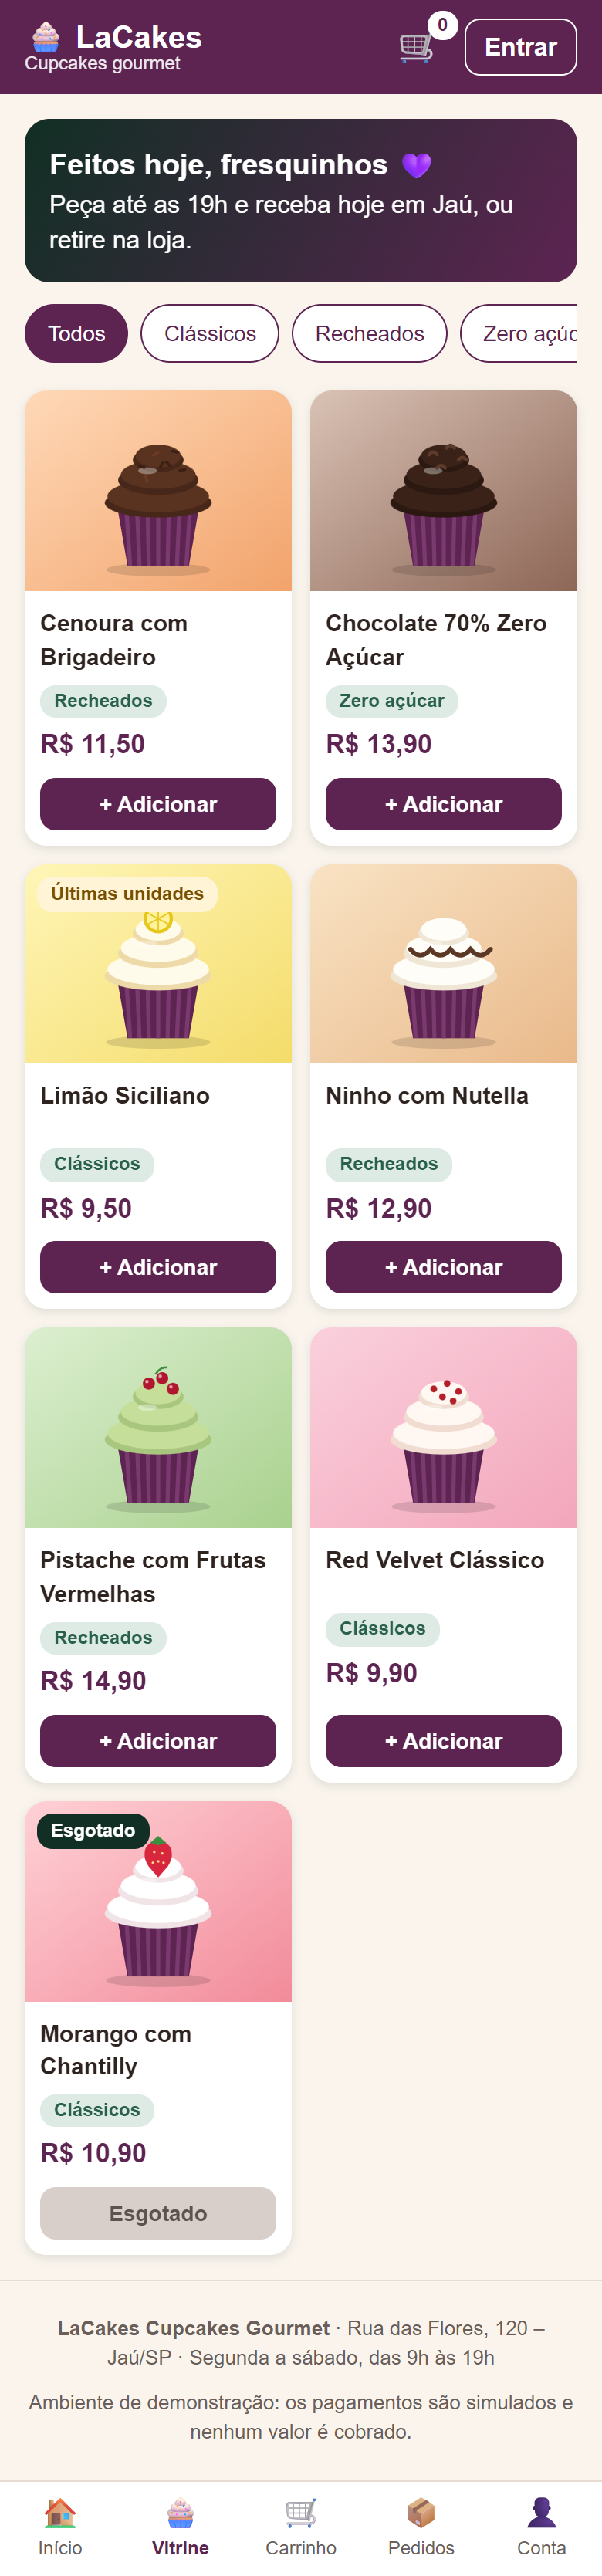 LaCakes
Cupcakes gourmet
0
Entrar
Feitos hoje, fresquinhos
Peça até as 19h e receba hoje em Jaú, ou
retire na loja.
Todos
Clássicos
Recheados
Zero açúc
Cenoura com
Brigadeiro
Recheados
R$ 11,50
+ Adicionar
Chocolate 70% Zero
Açúcar
Zero açúcar
R$ 13,90
+ Adicionar
Últimas unidades
Limão Siciliano
Clássicos
R$ 9,50
+ Adicionar
Ninho com Nutella
Recheados
R$ 12,90
+ Adicionar
Pistache com Frutas
Vermelhas
Recheados
R$ 14,90
+ Adicionar
Red Velvet Clássico
Clássicos
R$ 9,90
+ Adicionar
Esgotado
Morango com
Chantilly
Clássicos
R$ 10,90
Esgotado
LaCakes Cupcakes Gourmet · Rua das Flores, 120 –
Jaú/SP · Segunda a sábado, das 9h às 19h
Ambiente de demonstração: os pagamentos são simulados e
nenhum valor é cobrado.
Início
Vitrine
Carrinho
Pedidos
Conta